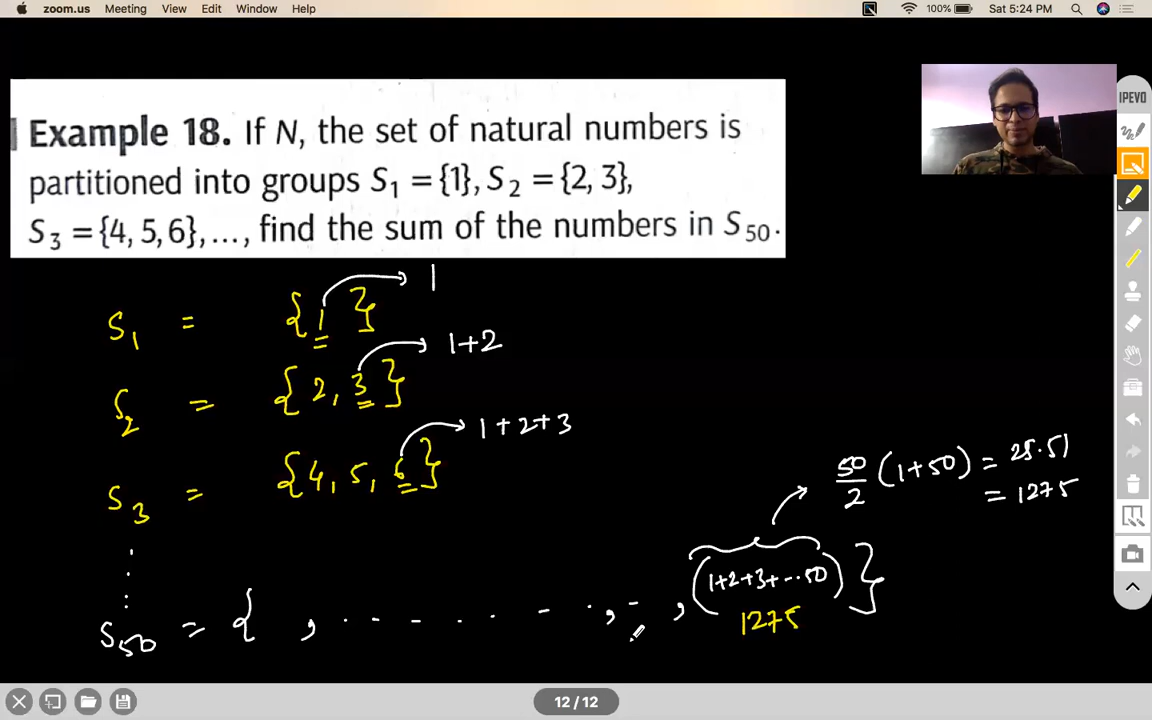 zoom.us Meeting View Edit Window Help 100% Sat 5:24 PM
IPEVO
Example 18. If N, the set of natural numbers is
partitioned into groups S₁ = {1}, S₂ = {2, 3},
S₃ = {4, 5, 6}, ..., find the sum of the numbers in S₅₀.
S₁ = {1} 1
S₂ = {2, 3} 1+2
S₃ = {4, 5, 6} 1+2+3
50/2 (1+50) = 25·51
= 1275
S₅₀ = { , ........., -, (1+2+3+...50) }
1275
12 / 12